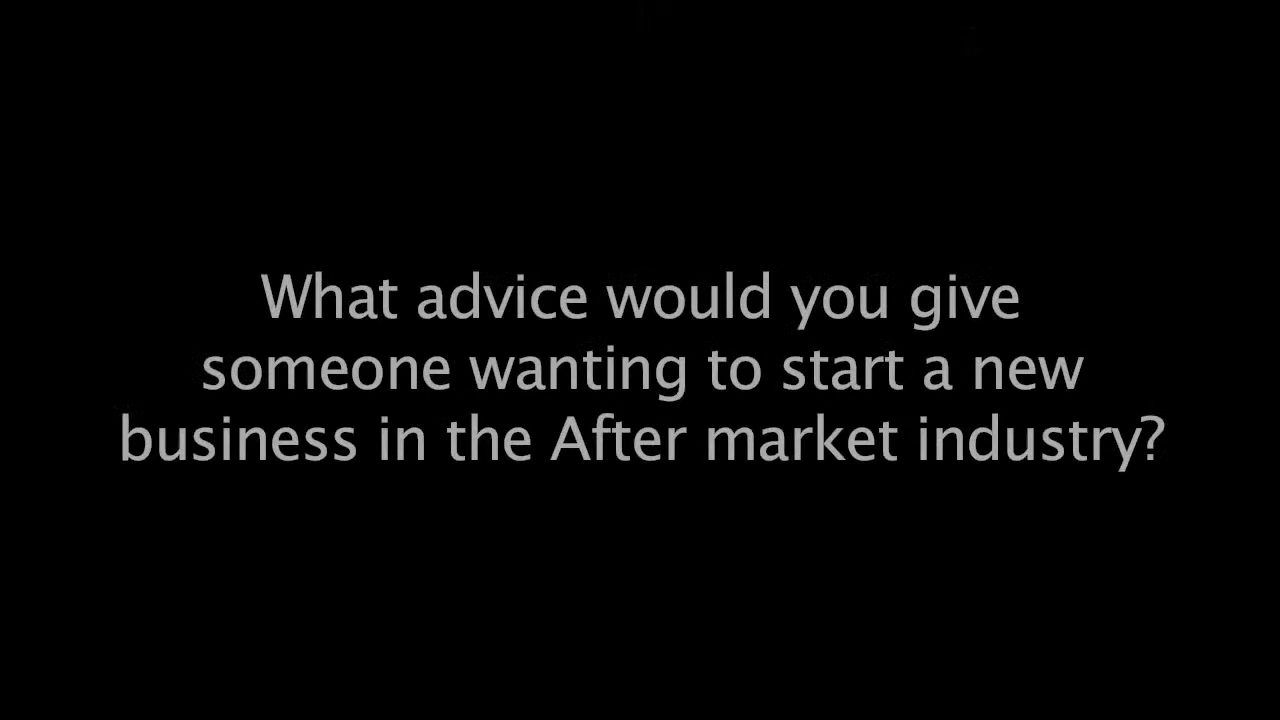 What advice would you give
someone wanting to start a new
business in the After market industry?